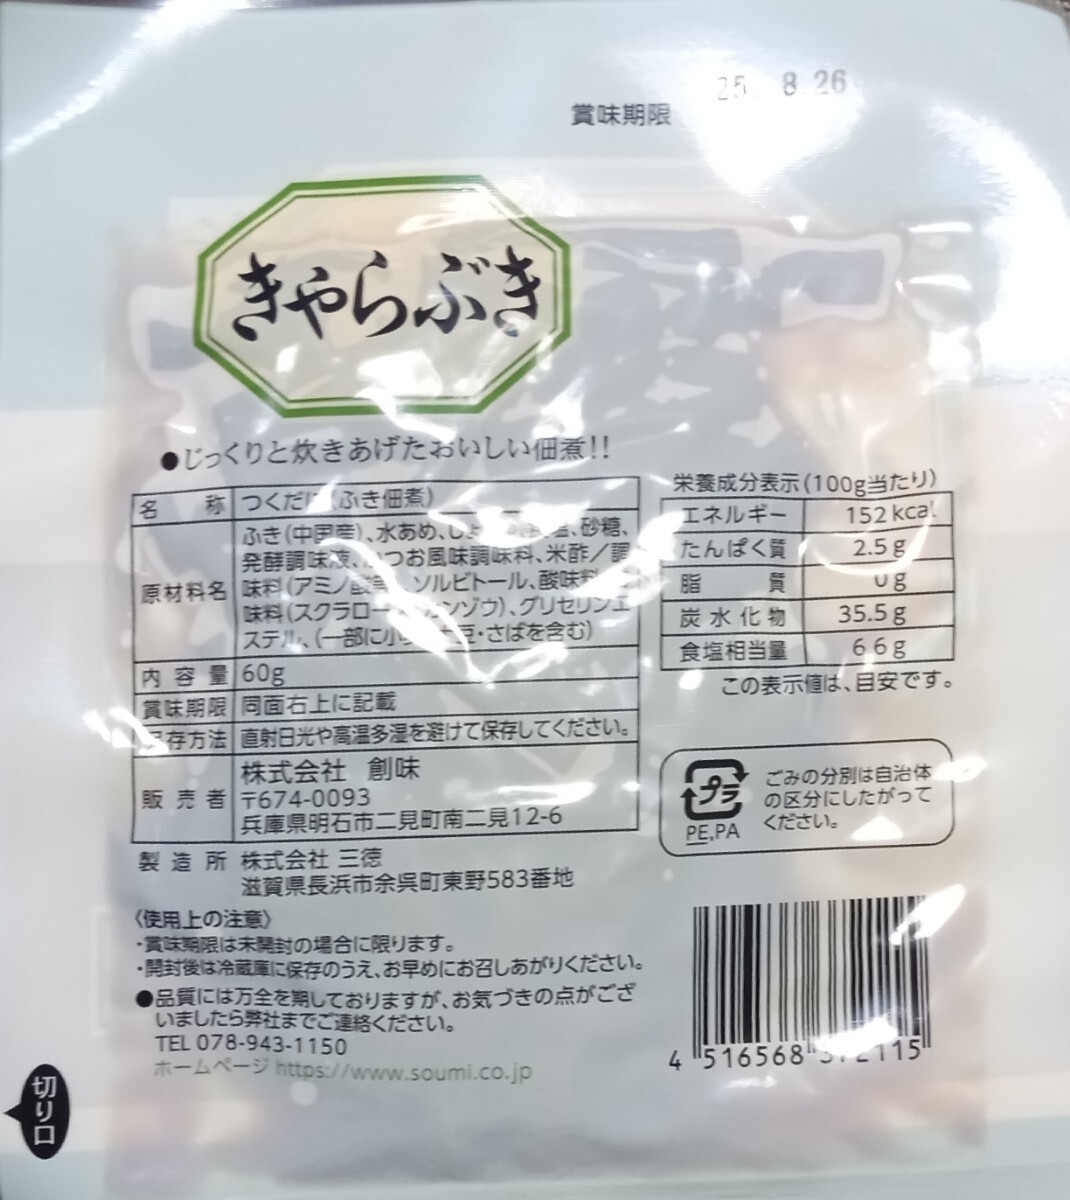 25. 8.26
賞味期限
きゃらぶき
●じっくりと炊きあげたおいしい佃煮!!
名 称 つくだに(ふき佃煮)
原材料名 ふき(中国産)、水あめ、しょ 、砂糖、
発酵調味液、かつお風味調味料、米酢/調
味料(アミノ酸等)、ソルビトール、酸味料、
味料(スクラロース、カンゾウ)、グリセリンエ
ステル、(一部に小麦・大豆・さばを含む)
内容量 60g
賞味期限 同面右上に記載
保存方法 直射日光や高温多湿を避けて保存してください。
販売者 株式会社 創味
〒674-0093
兵庫県明石市二見町南二見12-6
製造所 株式会社 三徳
滋賀県長浜市余呉町東野583番地
〈使用上の注意〉
・賞味期限は未開封の場合に限ります。
・開封後は冷蔵庫に保存のうえ、お早めにお召しあがりください。
●品質には万全を期しておりますが、お気づきの点がござ
いましたら弊社までご連絡ください。
TEL 078-943-1150
ホームページ https://www.soumi.co.jp
栄養成分表示(100g当たり)
エネルギー 152kcal
たんぱく質 2.5g
脂質 0g
炭水化物 35.5g
食塩相当量 6.6g
この表示値は、目安です。
プラ
PE,PA
ごみの分別は自治体
の区分にしたがって
ください。
4 516568 372115
切り口